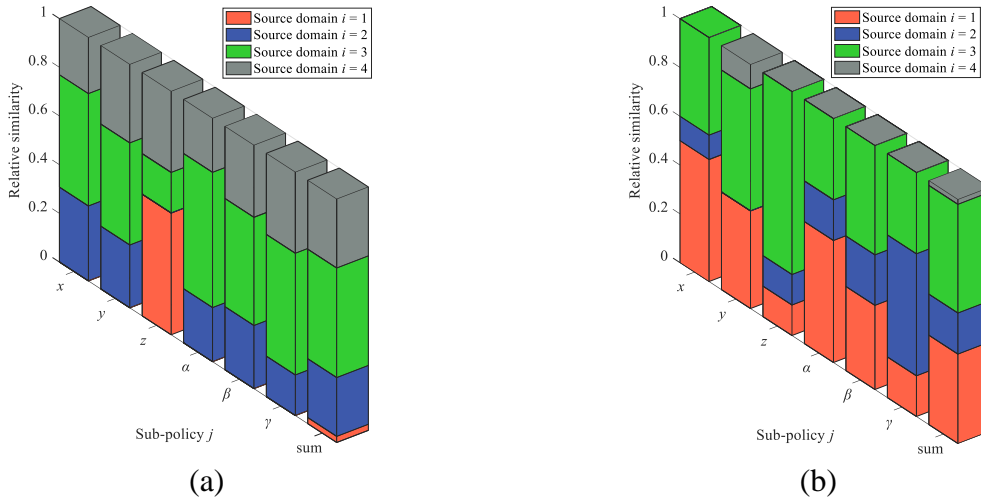 1
0.8
0.6
0.4
0.2
0
Relative similarity
Source domain i = 1
Source domain i = 2
Source domain i = 3
Source domain i = 4
x
y
z
α
β
γ
sum
Sub-policy j
(a)
1
0.8
0.6
0.4
0.2
0
Relative similarity
Source domain i = 1
Source domain i = 2
Source domain i = 3
Source domain i = 4
x
y
z
α
β
γ
sum
Sub-policy j
(b)